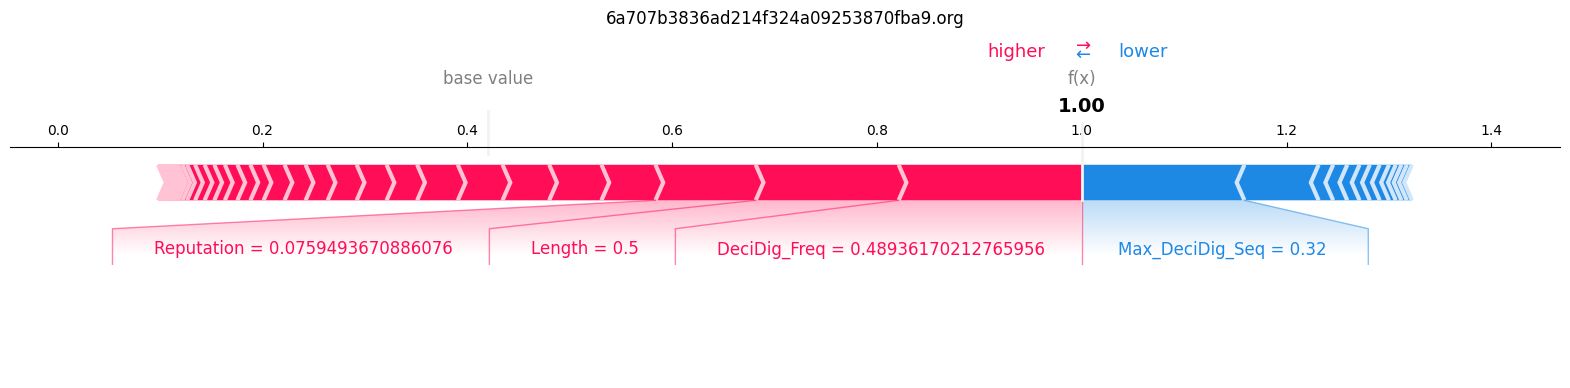 6a707b3836ad214f324a09253870fba9.org
higher ⇄ lower
base value f(x)
1.00
0.0 0.2 0.4 0.6 0.8 1.0 1.2 1.4
Reputation = 0.0759493670886076 Length = 0.5 DeciDig_Freq = 0.48936170212765956 Max_DeciDig_Seq = 0.32